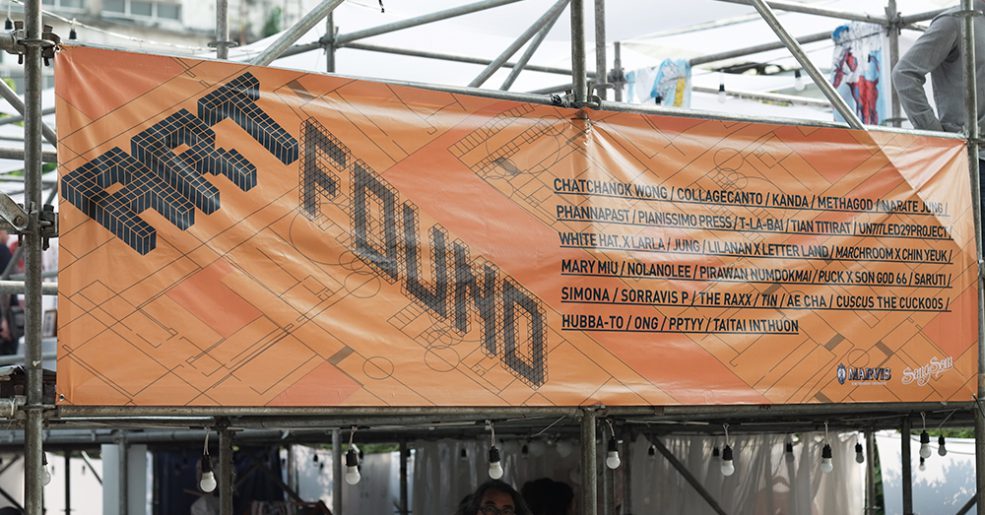 ART
FOUND
CHATCHANOK WONG / COLLAGECANTO / KANDA / METHAGOD / NARATE JUNG /
PHANNAPAST / PIANISSIMO PRESS / T-LA-BAI / TIAN TITIRAT / UNTITLED29PROJECT
WHITE HAT. X LARLA / JUNG / LILANAN X LETTER LAND / MARCHROOM X CHIN YEUK /
MARY MIU / NOLANOLEE / PIRAWAN NUMDOKMAI / PUCK X SON GOD 66 / SARUTI /
SIMONA / SORRAVIS P / THE RAXX / TIN / AE CHA / CUSCUS THE CUCKOOS /
HUBBA-TO / ONG / PPTYY / TAITAI INTHUON
MARVIS
SangSom